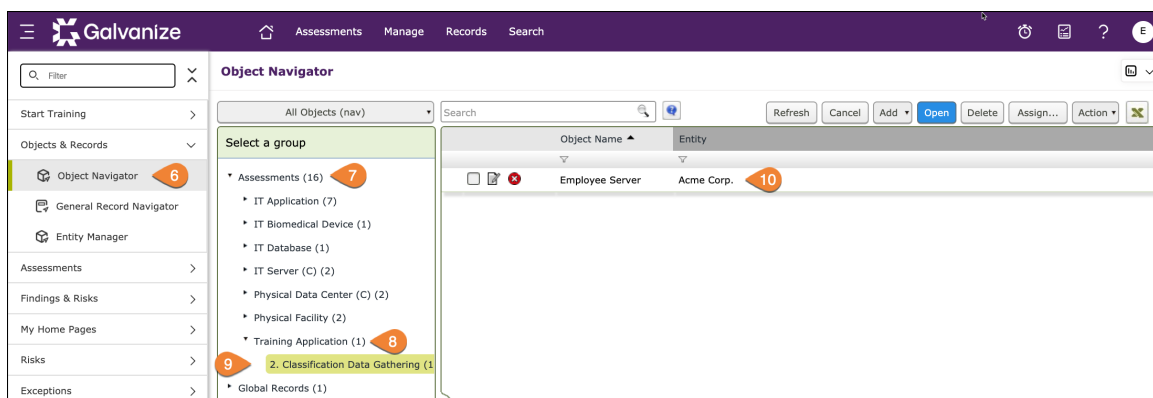 Galvanize
Assessments Manage Records Search
E
Filter
Object Navigator
Start Training
All Objects (nav) Search Refresh Cancel Add Open Delete Assign... Action
Objects & Records
Select a group
Object Name Entity
Object Navigator 6
Assessments (16) 7
Employee Server Acme Corp. 10
IT Application (7)
General Record Navigator
IT Biomedical Device (1)
Entity Manager
IT Database (1)
Assessments
IT Server (C) (2)
Findings & Risks
Physical Data Center (C) (2)
My Home Pages
Physical Facility (2)
Training Application (1) 8
Risks
9 2. Classification Data Gathering (1
Exceptions
Global Records (1)